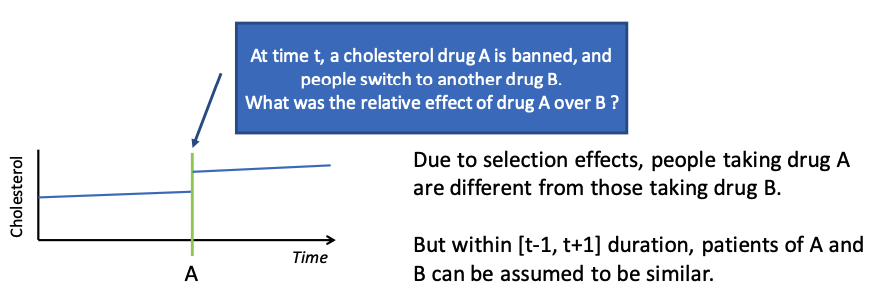 At time t, a cholesterol drug A is banned, and
people switch to another drug B.
What was the relative effect of drug A over B ?
Cholesterol
Due to selection effects, people taking drug A
are different from those taking drug B.
But within [t-1, t+1] duration, patients of A and
B can be assumed to be similar.
Time
A